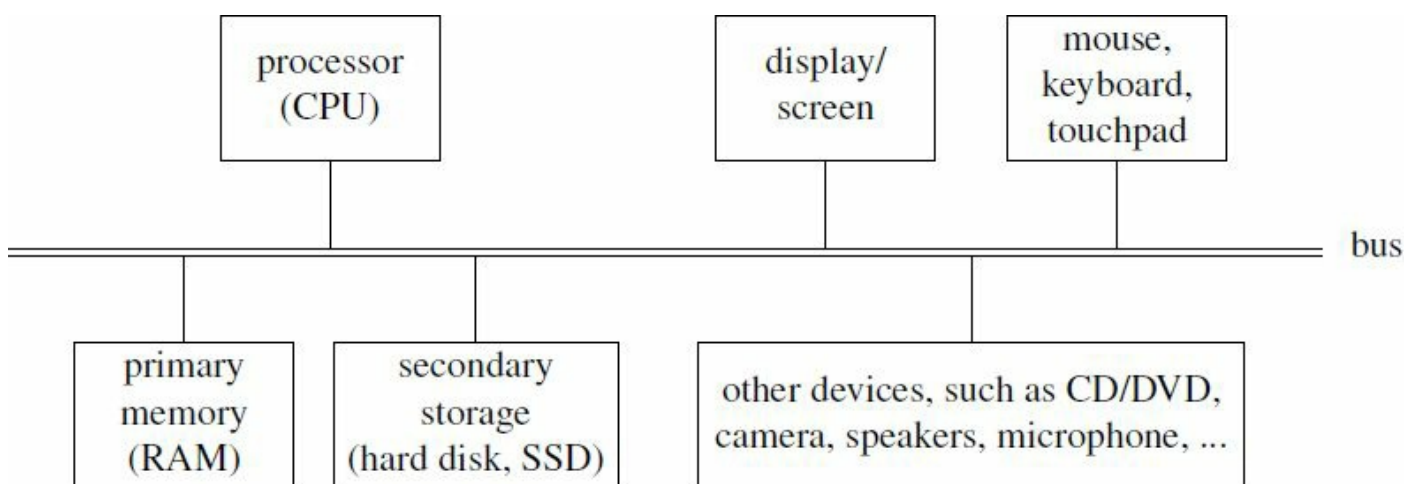 processor
(CPU)
display/
screen
mouse,
keyboard,
touchpad
bus
primary
memory
(RAM)
secondary
storage
(hard disk, SSD)
other devices, such as CD/DVD,
camera, speakers, microphone, ...